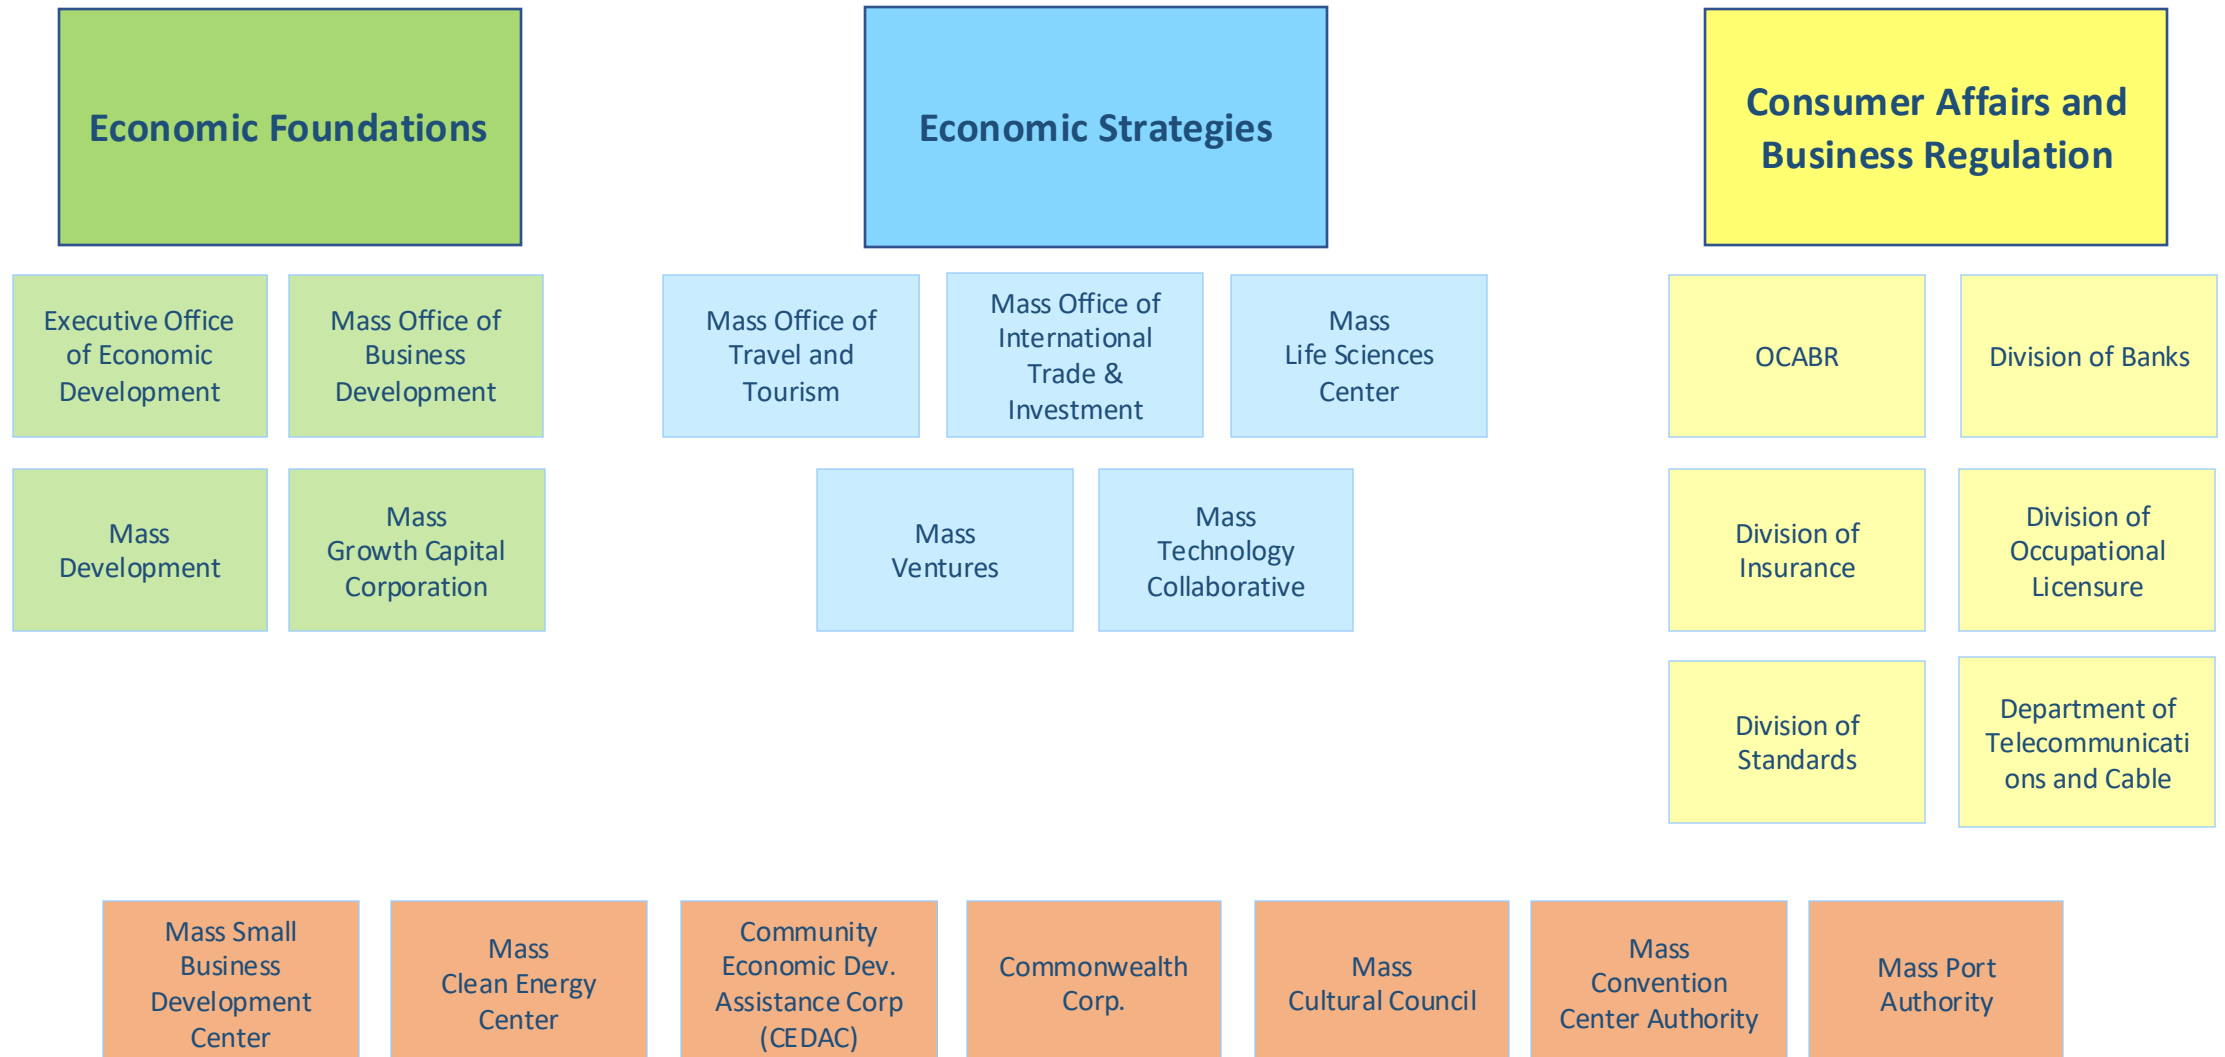 Economic Foundations
Economic Strategies
Consumer Affairs and
Business Regulation
Executive Office
of Economic
Development
Mass Office of
Business
Development
Mass Office of
Travel and
Tourism
Mass Office of
International
Trade &
Investment
Mass
Life Sciences
Center
OCABR
Division of Banks
Mass
Development
Mass
Growth Capital
Corporation
Mass
Ventures
Mass
Technology
Collaborative
Division of
Insurance
Division of
Occupational
Licensure
Division of
Standards
Department of
Telecommunicati
ons and Cable
Mass Small
Business
Development
Center
Mass
Clean Energy
Center
Community
Economic Dev.
Assistance Corp
(CEDAC)
Commonwealth
Corp.
Mass
Cultural Council
Mass
Convention
Center Authority
Mass Port
Authority